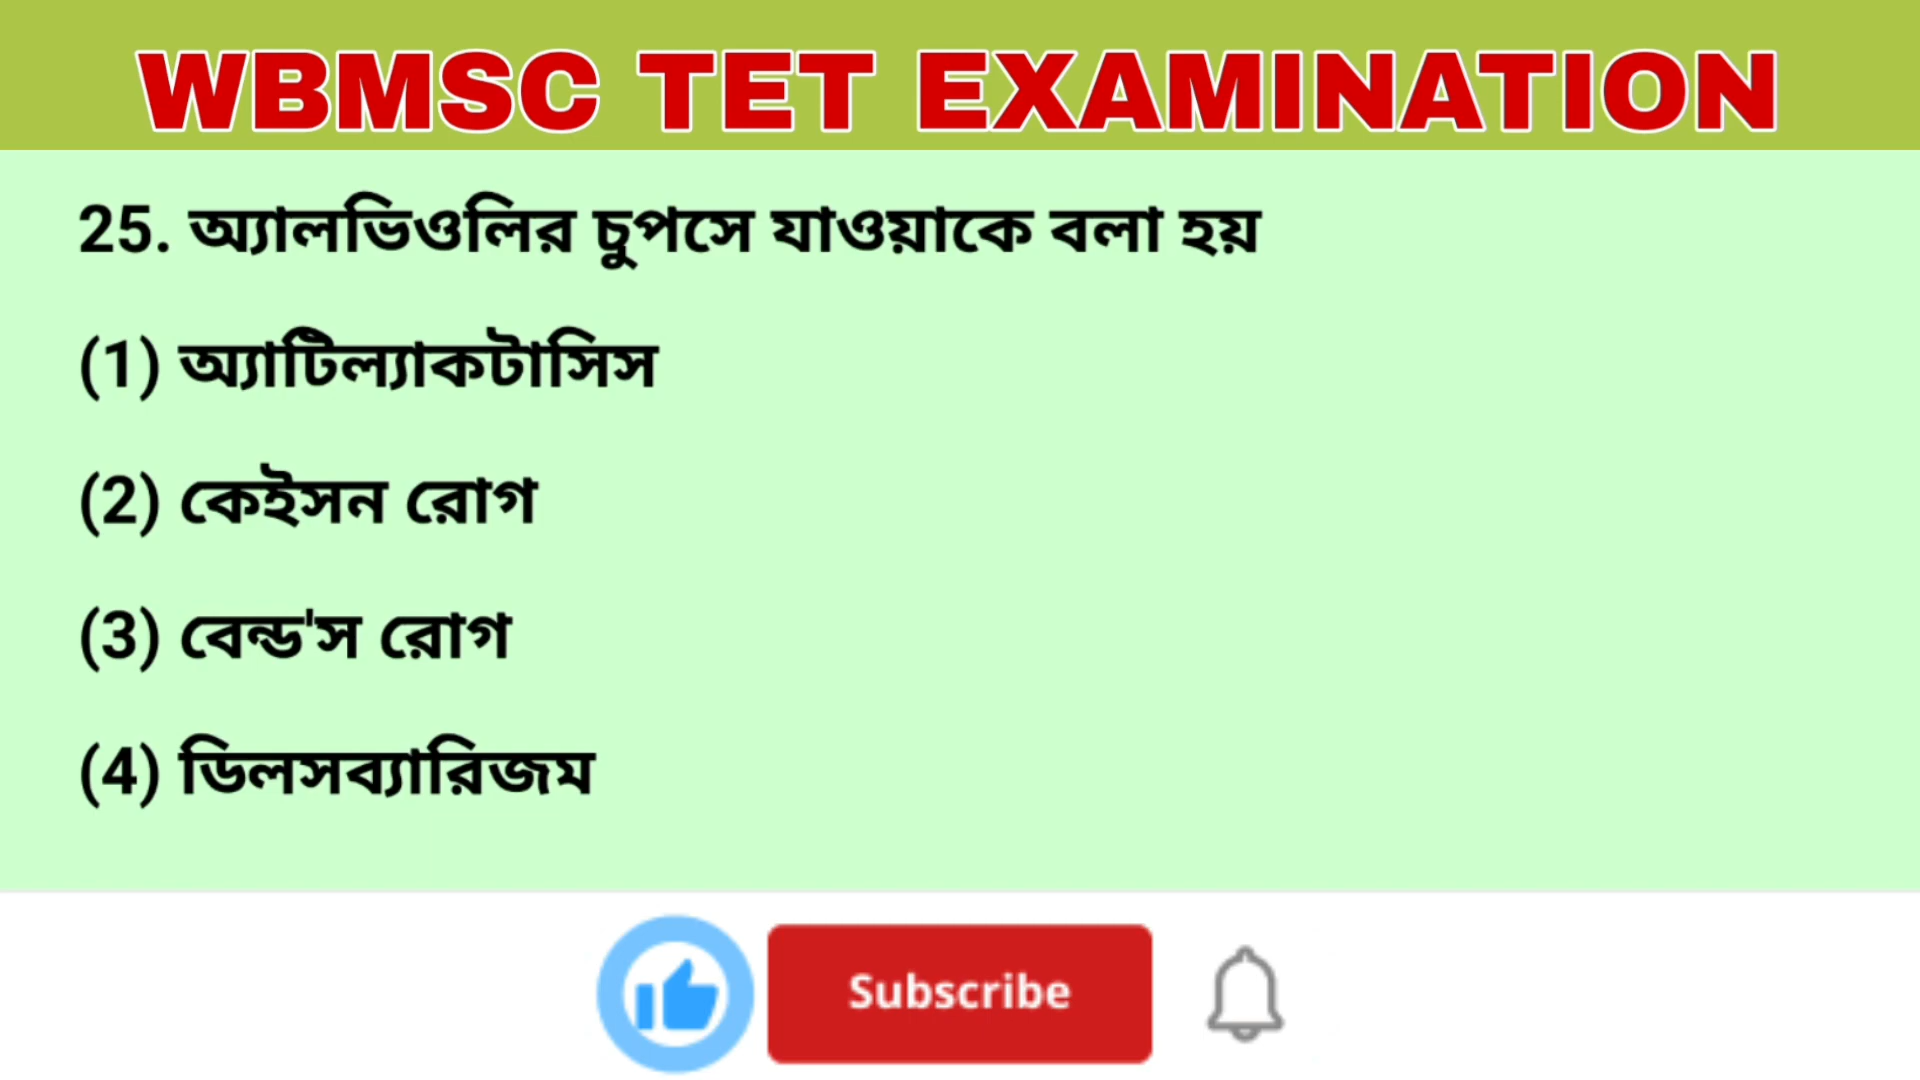 WBMSC TET EXAMINATION
25. অ্যালভিওলির চুপসে যাওয়াকে বলা হয়
(1) অ্যাটিল্যাকটাসিস
(2) কেইসন রোগ
(3) বেন্ড'স রোগ
(4) ডিলসব্যারিজম
Subscribe